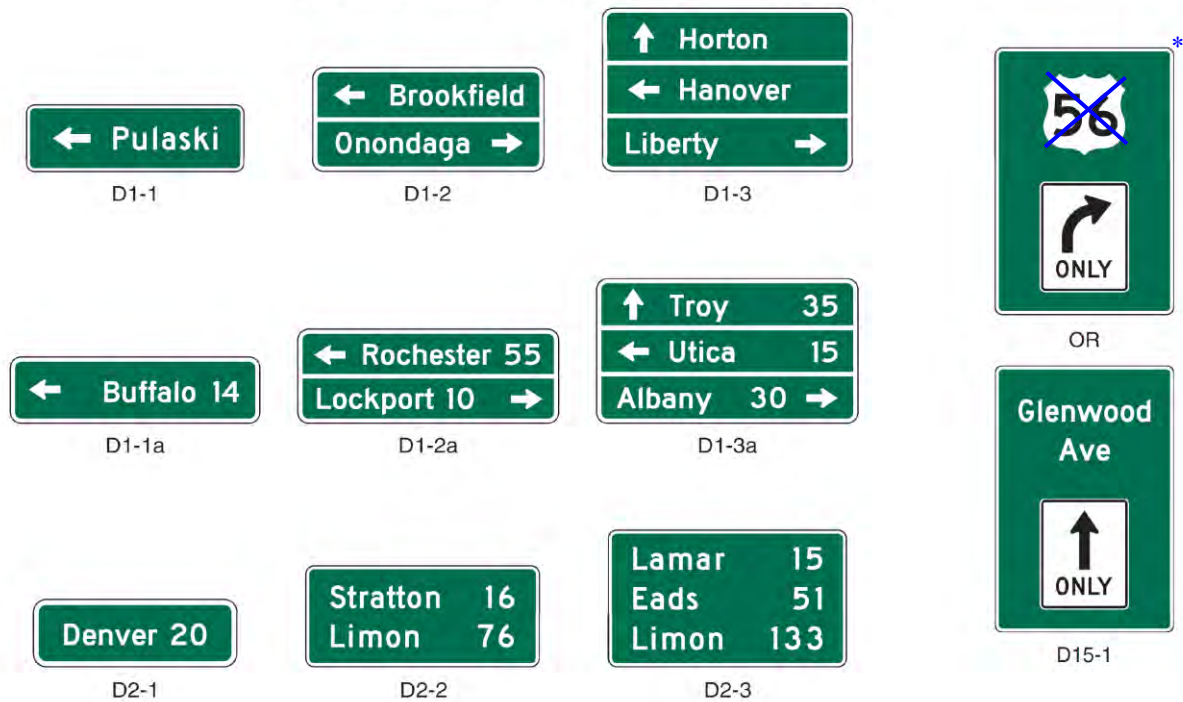 Pulaski
D1-1
Brookfield
Onondaga
D1-2
Horton
Hanover
Liberty
D1-3
*
56
ONLY
OR
Buffalo 14
D1-1a
Rochester 55
Lockport 10
D1-2a
Troy 35
Utica 15
Albany 30
D1-3a
Glenwood
Ave
ONLY
D15-1
Denver 20
D2-1
Stratton 16
Limon 76
D2-2
Lamar 15
Eads 51
Limon 133
D2-3